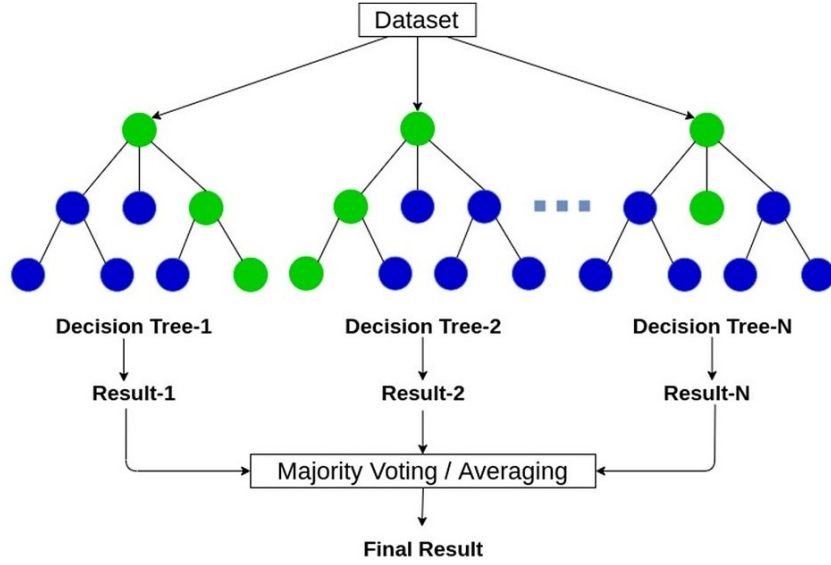 Dataset
Decision Tree-1
Decision Tree-2
Decision Tree-N
Result-1
Result-2
Result-N
Majority Voting / Averaging
Final Result